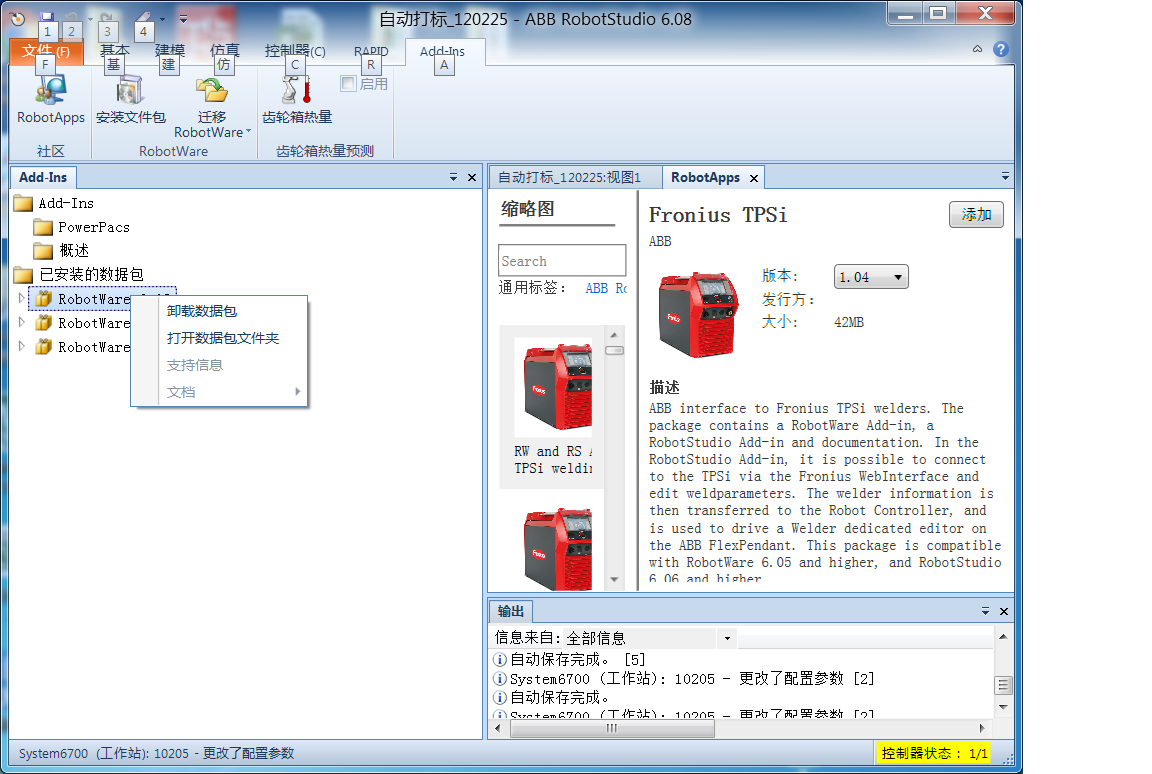 自动打标_120225 - ABB RobotStudio 6.08
1 2 3 4
文件(F) 基本 建模 仿真 控制器(C) RAPID Add-Ins
F 基 建 仿 C R A
启用
RobotApps 安装文件包 迁移 齿轮箱热量
RobotWare
社区 RobotWare 齿轮箱热量预测
Add-Ins
自动打标_120225:视图1 RobotApps
Add-Ins
PowerPacs
概述
已安装的数据包
RobotWare
RobotWare
RobotWare
卸载数据包
打开数据包文件夹
支持信息
文档
缩略图
Search
通用标签: ABB Ro
RW and RS
TPSi weldin
Fronius TPSi
添加
ABB
版本: 1.04
发行方:
大小: 42MB
描述
ABB interface to Fronius TPSi welders. The
package contains a RobotWare Add-in, a
RobotStudio Add-in and documentation. In the
RobotStudio Add-in, it is possible to connect
to the TPSi via the Fronius WebInterface and
edit weldparameters. The welder information is
then transferred to the Robot Controller, and
is used to drive a Welder dedicated editor on
the ABB FlexPendant. This package is compatible
with RobotWare 6.05 and higher, and RobotStudio
6.06 and higher
输出
信息来自: 全部信息
自动保存完成。 [5]
System6700 (工作站): 10205 - 更改了配置参数 [2]
自动保存完成。
System6700 (工作站): 10205 - 更改了配置参数 [2]
System6700 (工作站): 10205 - 更改了配置参数
控制器状态: 1/1